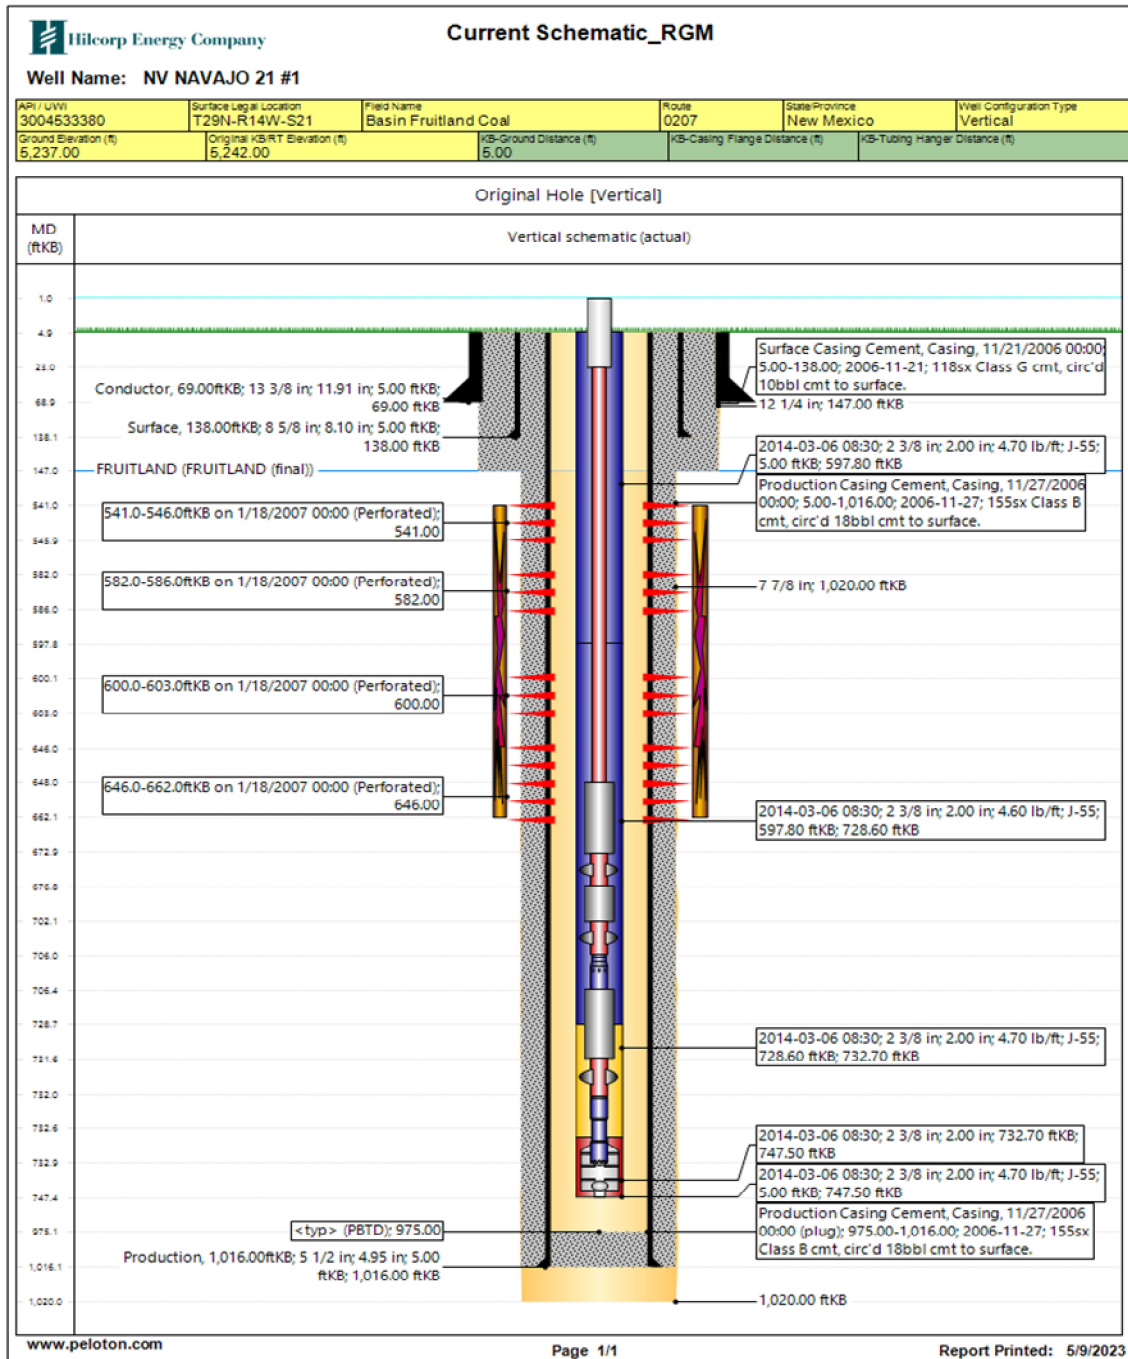 Hilcorp Energy Company
Current Schematic_RGM
Well Name: NV NAVAJO 21 #1
API / UWI
3004533380
Surface Legal Location
T29N-R14W-S21
Field Name
Basin Fruitland Coal
Route
0207
State/Province
New Mexico
Well Configuration Type
Vertical
Ground Elevation (ft)
5,237.00
Original KB/RT Elevation (ft)
5,242.00
KB-Ground Distance (ft)
5.00
KB-Casing Flange Distance (ft)
KB-Tubing Hanger Distance (ft)
Original Hole [Vertical]
MD
(ftKB)
Vertical schematic (actual)
1.0
4.9
23.0
68.9
138.1
147.0
541.0
545.9
582.0
586.0
597.8
600.1
603.0
646.0
648.0
662.1
672.9
676.8
702.1
706.0
706.4
728.7
731.6
732.0
732.6
732.9
747.4
975.1
1,016.1
1,020.0
Conductor, 69.00ftKB; 13 3/8 in; 11.91 in; 5.00 ftKB;
69.00 ftKB
Surface, 138.00ftKB; 8 5/8 in; 8.10 in; 5.00 ftKB;
138.00 ftKB
FRUITLAND (FRUITLAND (final))
541.0-546.0ftKB on 1/18/2007 00:00 (Perforated);
541.00
582.0-586.0ftKB on 1/18/2007 00:00 (Perforated);
582.00
600.0-603.0ftKB on 1/18/2007 00:00 (Perforated);
600.00
646.0-662.0ftKB on 1/18/2007 00:00 (Perforated);
646.00
<typ> (PBTD); 975.00
Production, 1,016.00ftKB; 5 1/2 in; 4.95 in; 5.00
ftKB; 1,016.00 ftKB
Surface Casing Cement, Casing, 11/21/2006 00:00;
5.00-138.00; 2006-11-21; 118sx Class G cmt, circ'd
10bbl cmt to surface.
12 1/4 in; 147.00 ftKB
2014-03-06 08:30; 2 3/8 in; 2.00 in; 4.70 lb/ft; J-55;
5.00 ftKB; 597.80 ftKB
Production Casing Cement, Casing, 11/27/2006
00:00; 5.00-1,016.00; 2006-11-27; 155sx Class B
cmt, circ'd 18bbl cmt to surface.
7 7/8 in; 1,020.00 ftKB
2014-03-06 08:30; 2 3/8 in; 2.00 in; 4.60 lb/ft; J-55;
597.80 ftKB; 728.60 ftKB
2014-03-06 08:30; 2 3/8 in; 2.00 in; 4.70 lb/ft; J-55;
728.60 ftKB; 732.70 ftKB
2014-03-06 08:30; 2 3/8 in; 2.00 in; 732.70 ftKB;
747.50 ftKB
2014-03-06 08:30; 2 3/8 in; 2.00 in; 4.70 lb/ft; J-55;
5.00 ftKB; 747.50 ftKB
Production Casing Cement, Casing, 11/27/2006
00:00 (plug); 975.00-1,016.00; 2006-11-27; 155sx
Class B cmt, circ'd 18bbl cmt to surface.
1,020.00 ftKB
www.peloton.com
Page 1/1
Report Printed: 5/9/2023